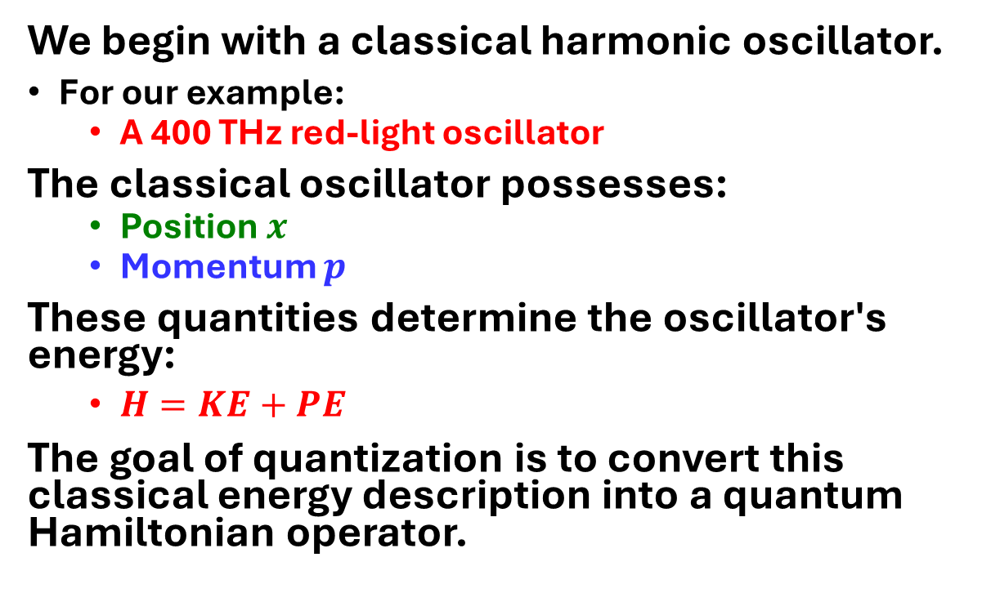 We begin with a classical harmonic oscillator.
• For our example:
• A 400 THz red-light oscillator
The classical oscillator possesses:
• Position x
• Momentum p
These quantities determine the oscillator's
energy:
• H = KE + PE
The goal of quantization is to convert this
classical energy description into a quantum
Hamiltonian operator.